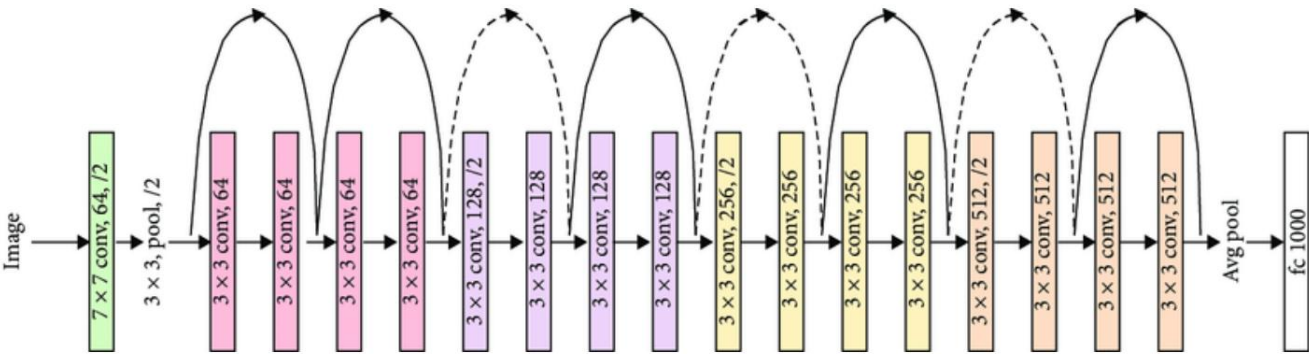 Image
7 × 7 conv, 64, /2
3 × 3, pool, /2
3 × 3 conv, 64
3 × 3 conv, 64
3 × 3 conv, 64
3 × 3 conv, 64
3 × 3 conv, 128, /2
3 × 3 conv, 128
3 × 3 conv, 128
3 × 3 conv, 128
3 × 3 conv, 256, /2
3 × 3 conv, 256
3 × 3 conv, 256
3 × 3 conv, 256
3 × 3 conv, 512, /2
3 × 3 conv, 512
3 × 3 conv, 512
3 × 3 conv, 512
Avg pool
fc 1000